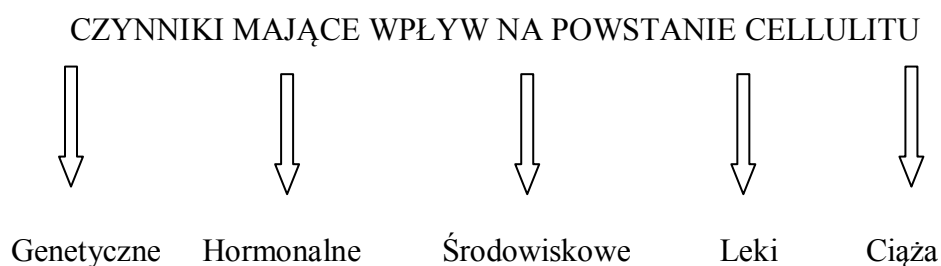 CZYNNIKI MAJĄCE WPŁYW NA POWSTANIE CELLULITU
Genetyczne Hormonalne Środowiskowe Leki Ciąża